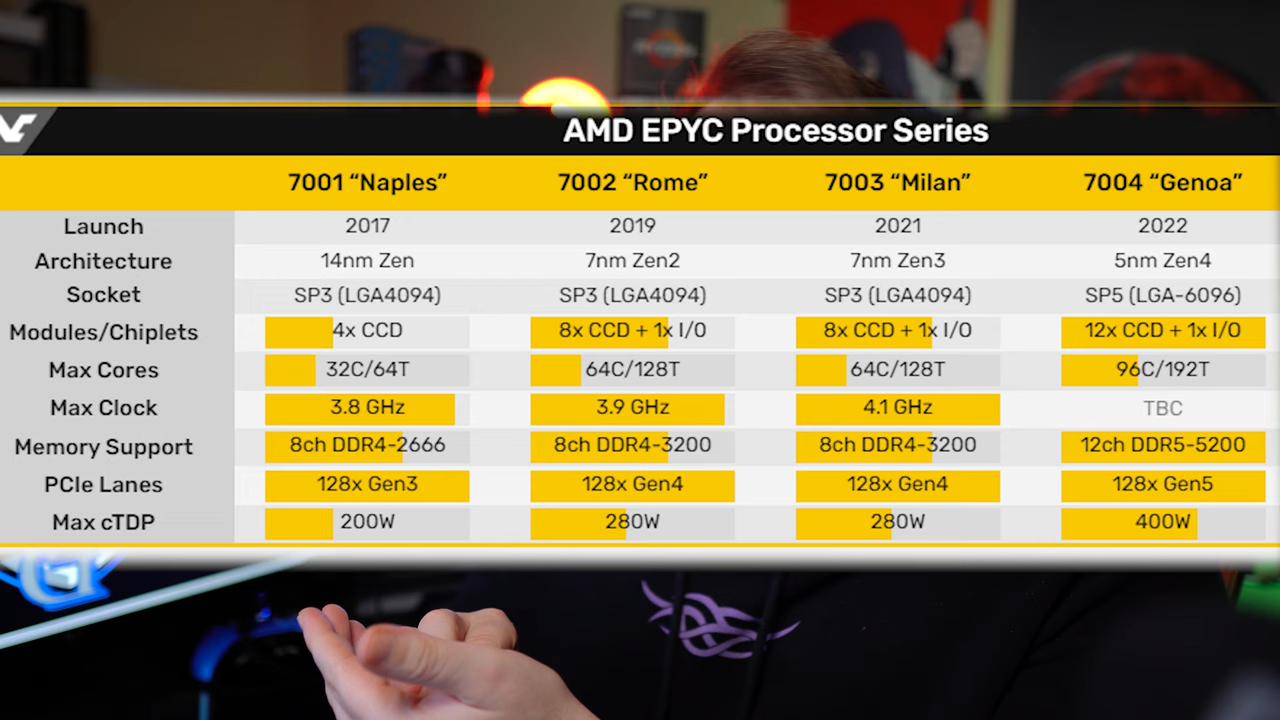 AMD EPYC Processor Series
7001 “Naples” 7002 “Rome” 7003 “Milan” 7004 “Genoa”
Launch 2017 2019 2021 2022
Architecture 14nm Zen 7nm Zen2 7nm Zen3 5nm Zen4
Socket SP3 (LGA4094) SP3 (LGA4094) SP3 (LGA4094) SP5 (LGA-6096)
Modules/Chiplets 4x CCD 8x CCD + 1x I/O 8x CCD + 1x I/O 12x CCD + 1x I/O
Max Cores 32C/64T 64C/128T 64C/128T 96C/192T
Max Clock 3.8 GHz 3.9 GHz 4.1 GHz TBC
Memory Support 8ch DDR4-2666 8ch DDR4-3200 8ch DDR4-3200 12ch DDR5-5200
PCIe Lanes 128x Gen3 128x Gen4 128x Gen4 128x Gen5
Max cTDP 200W 280W 280W 400W